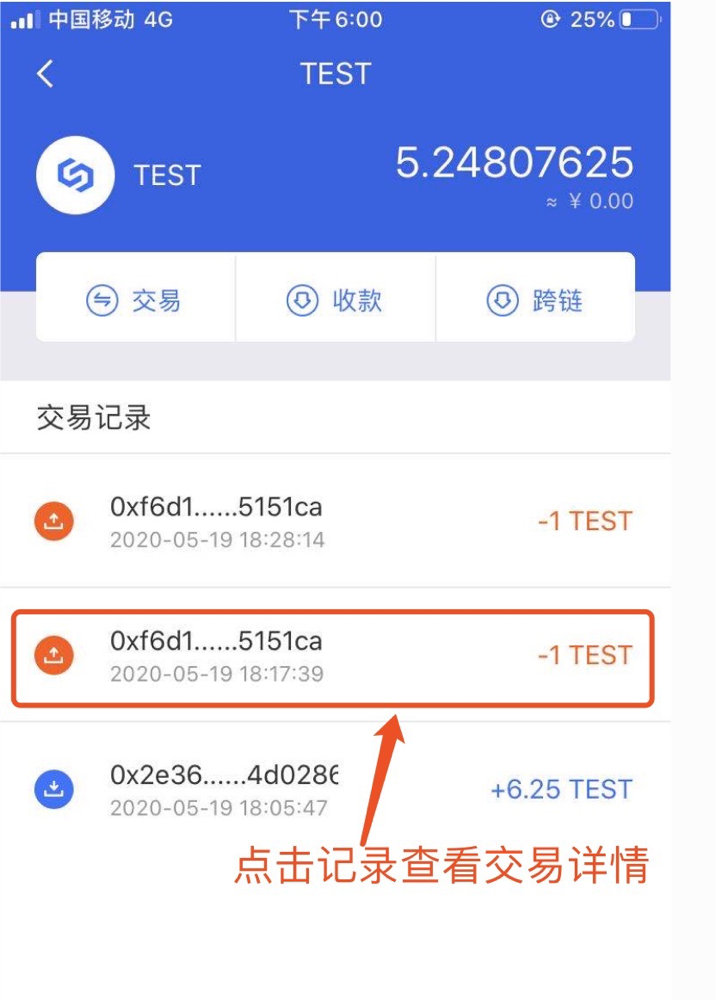 中国移动 4G 下午6:00 25%
TEST
TEST 5.24807625
≈ ¥ 0.00
交易 收款 跨链
交易记录
0xf6d1......5151ca
-1 TEST
2020-05-19 18:28:14
0xf6d1......5151ca
-1 TEST
2020-05-19 18:17:39
0x2e36......4d0286
+6.25 TEST
2020-05-19 18:05:47
点击记录查看交易详情